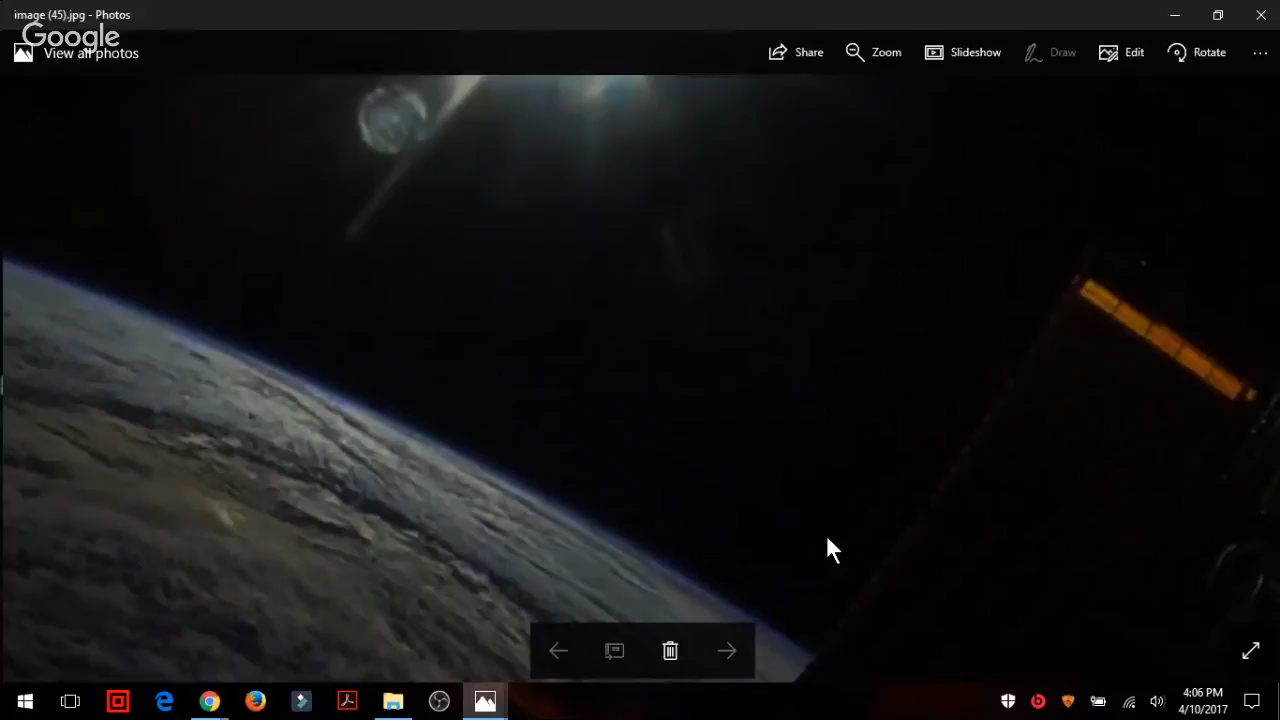 image (45).jpg - Photos
Google
View all photos
Share
Zoom
Slideshow
Draw
Edit
Rotate
4:06 PM
4/10/2017